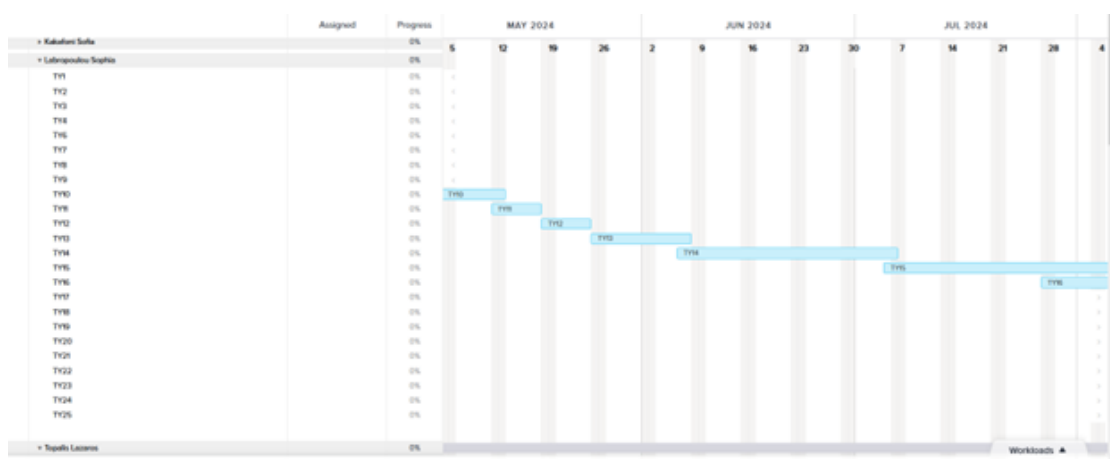 Assigned Progress MAY 2024 JUN 2024 JUL 2024
5 12 19 26 2 9 16 23 30 7 14 21 28 4
Kakafoni Sofia 0%
Labropoulou Sophia 0%
TY1 0%
TY2 0%
TY3 0%
TY4 0%
TY6 0%
TY7 0%
TY8 0%
TY9 0%
TY10 0% TY10
TY11 0% TY11
TY12 0% TY12
TY13 0% TY13
TY14 0% TY14
TY15 0% TY15
TY16 0% TY16
TY17 0%
TY18 0%
TY19 0%
TY20 0%
TY21 0%
TY22 0%
TY23 0%
TY24 0%
TY25 0%
Topalis Lazaros 0%
Workloads